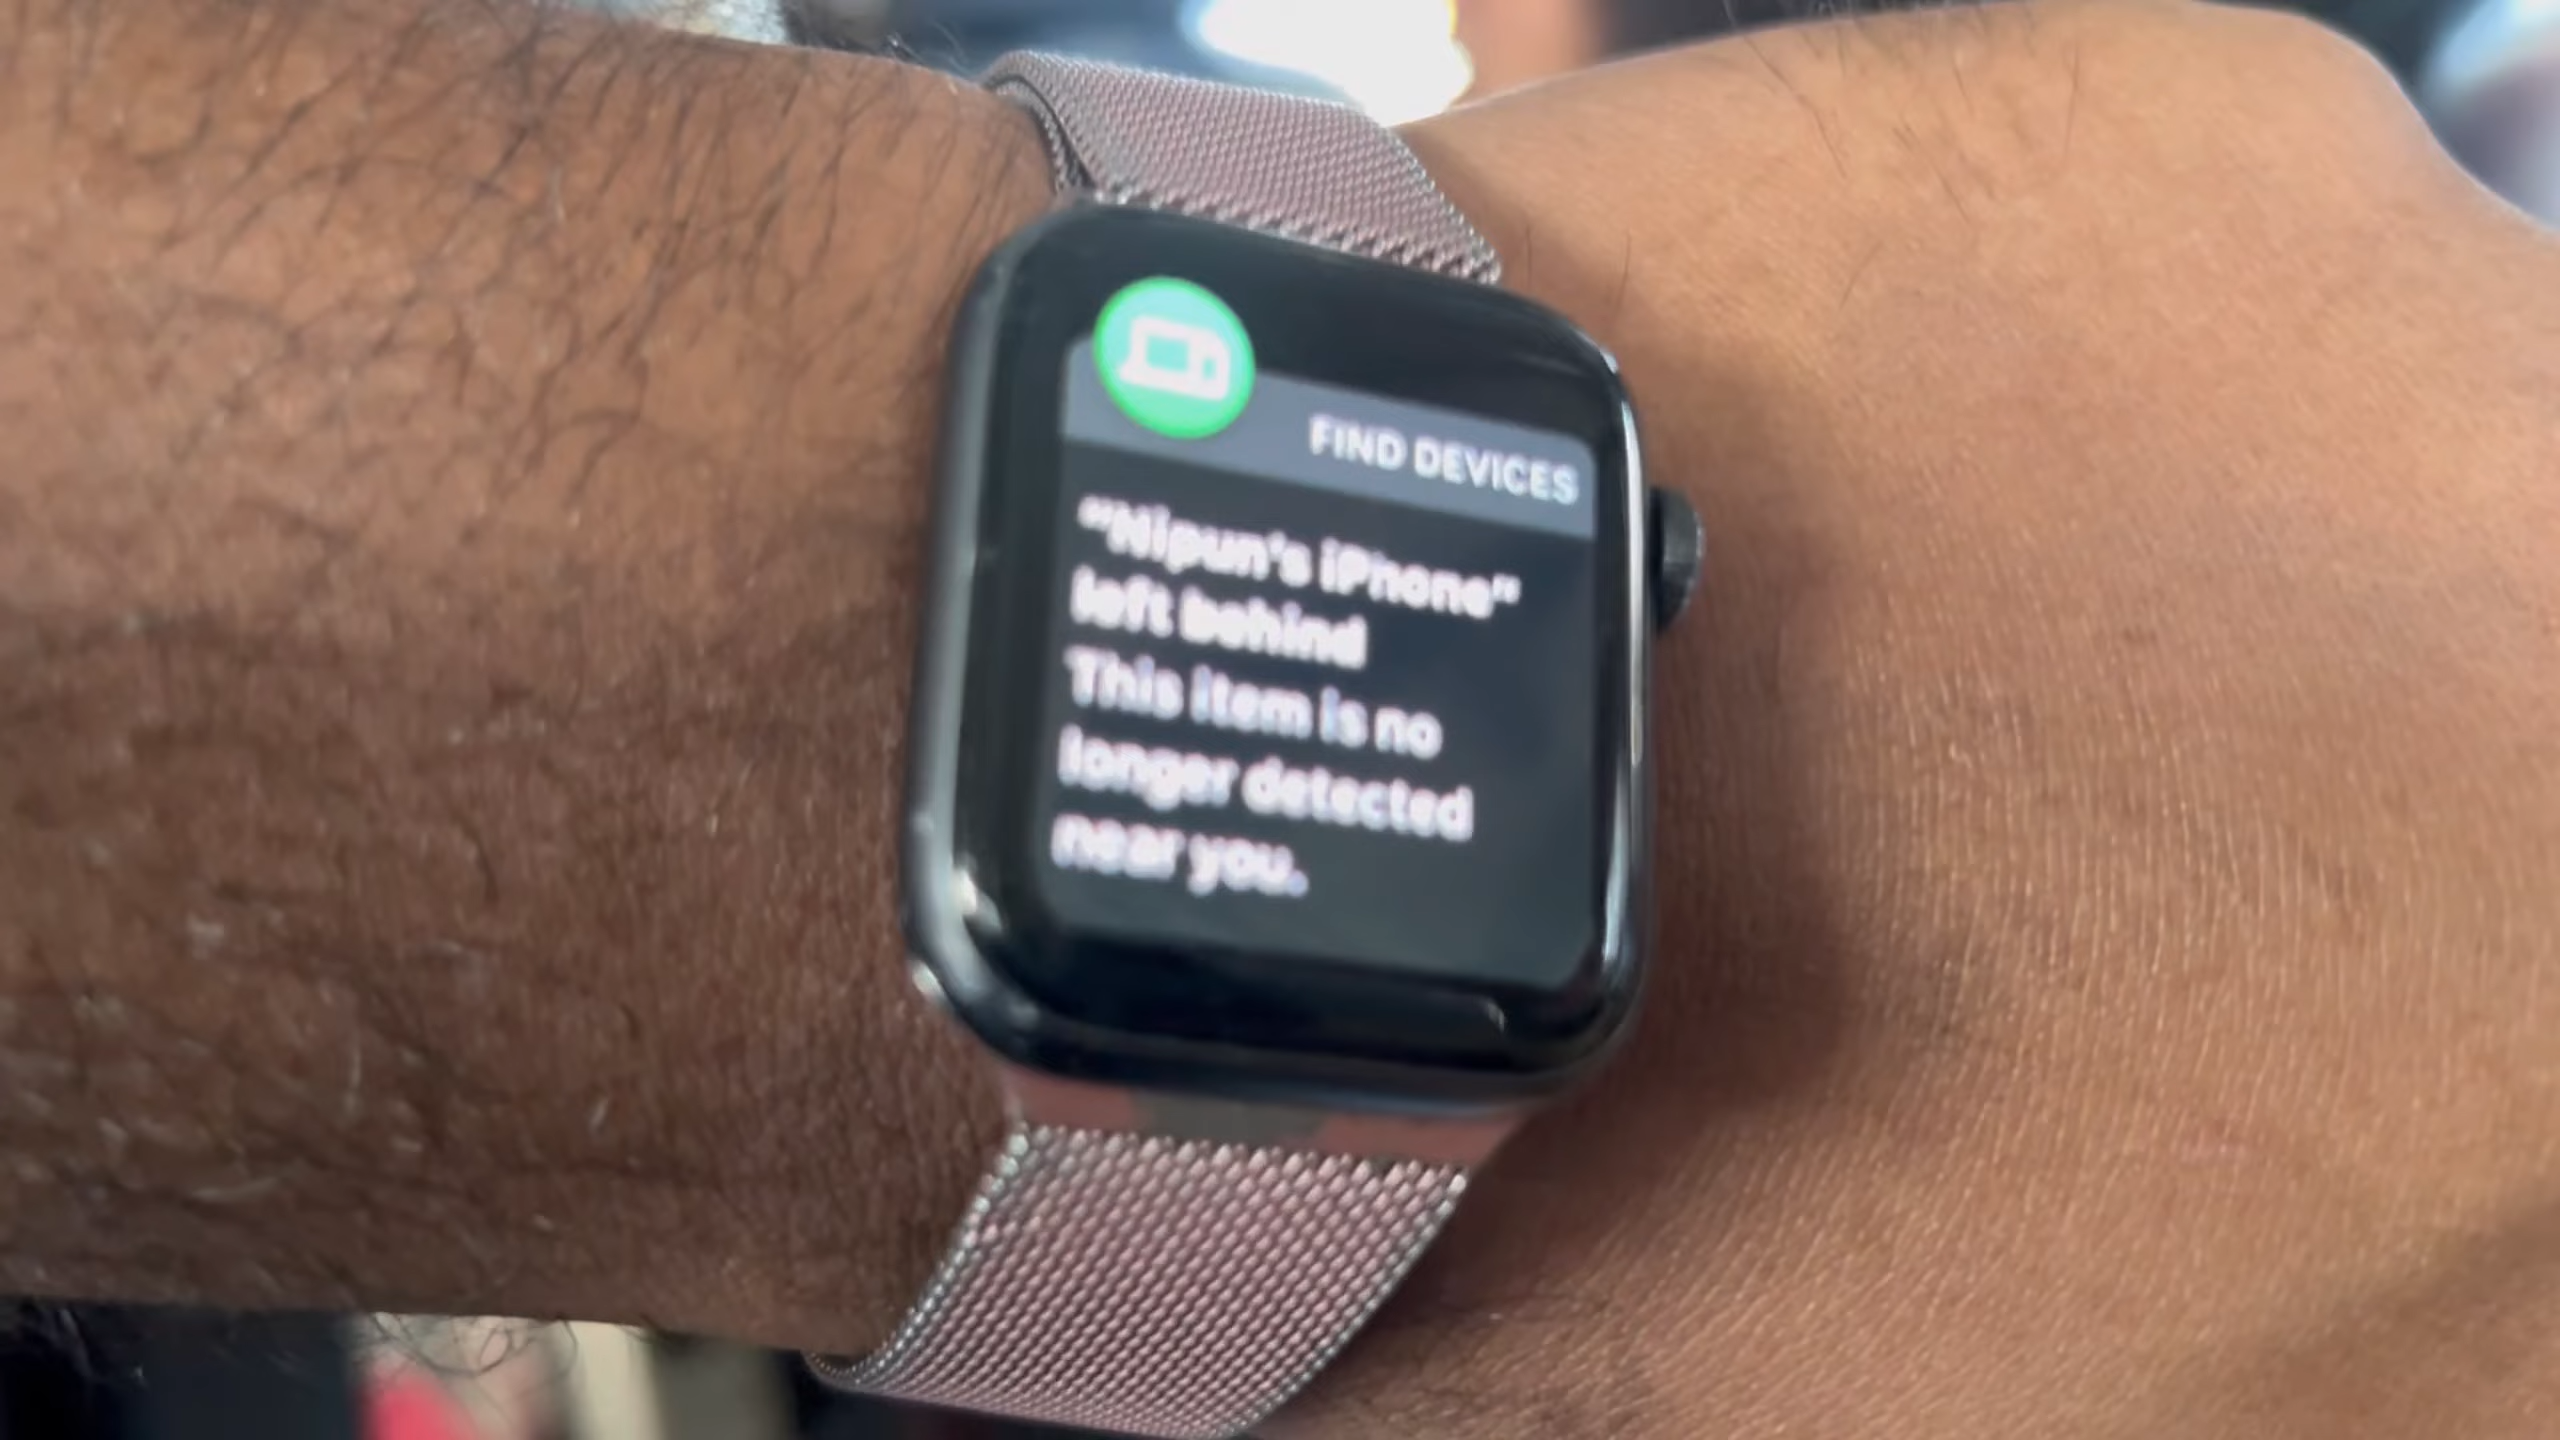 FIND DEVICES
“Nipun's iPhone”
left behind
This item is no
longer detected
near you.